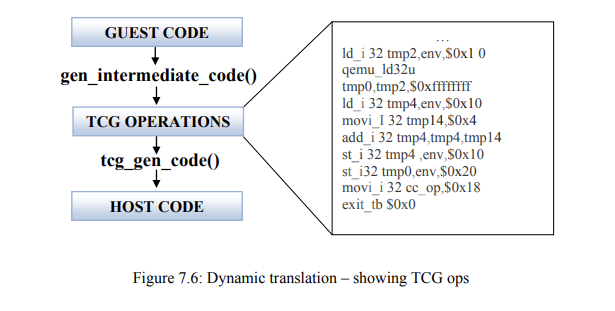 GUEST CODE
gen_intermediate_code()
TCG OPERATIONS
tcg_gen_code()
HOST CODE
...
ld_i 32 tmp2,env,$0x1 0
qemu_ld32u
tmp0,tmp2,$0xffffffff
ld_i 32 tmp4,env,$0x10
movi_I 32 tmp14,$0x4
add_i 32 tmp4,tmp4,tmp14
st_i 32 tmp4 ,env,$0x10
st_i32 tmp0,env,$0x20
movi_i 32 cc_op,$0x18
exit_tb $0x0
Figure 7.6: Dynamic translation – showing TCG ops